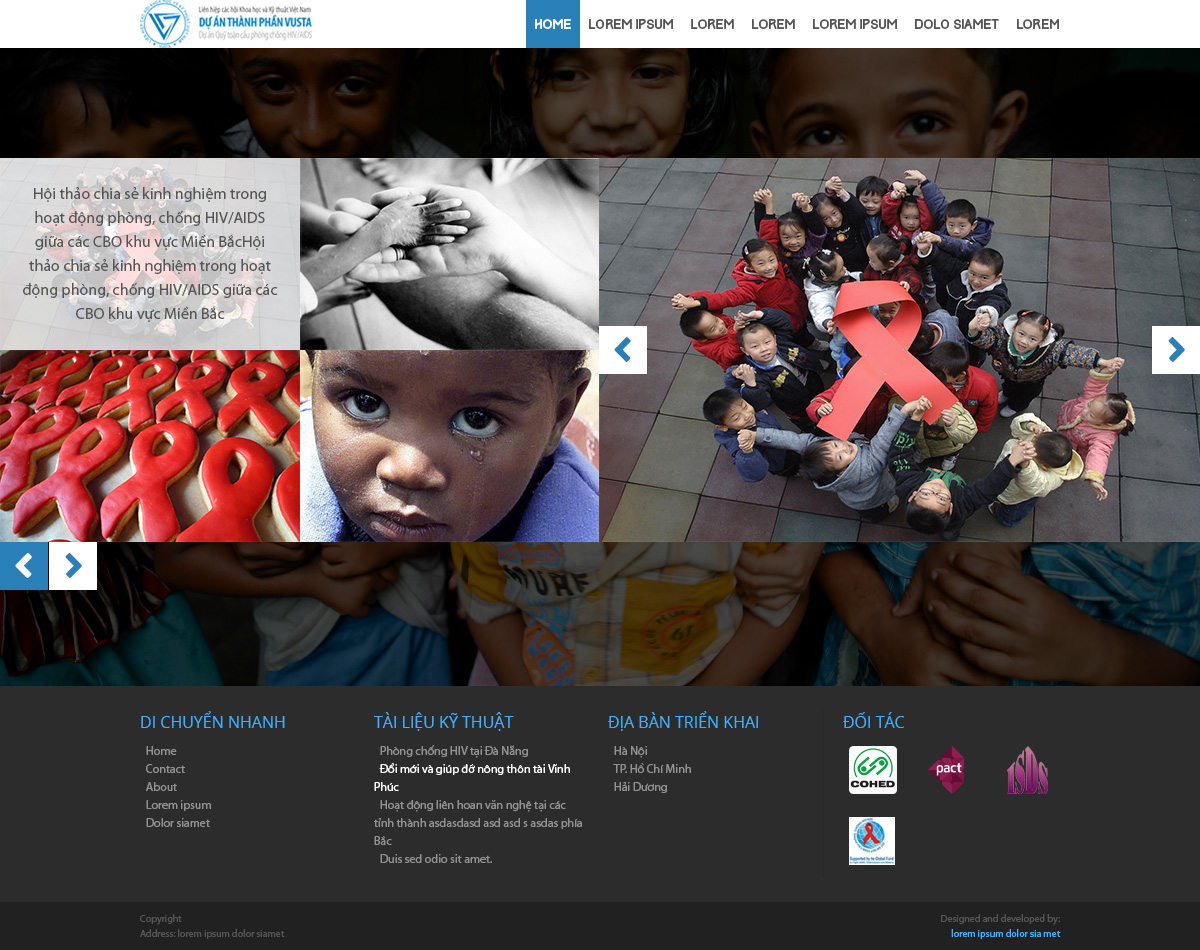 Liên hiệp các hội Khoa học và Kỹ thuật Việt Nam
DỰ ÁN THÀNH PHẦN VUSTA
Dự án Quỹ toàn cầu phòng chống HIV/AIDS
HOME LOREM IPSUM LOREM LOREM LOREM IPSUM DOLO SIAMET LOREM
Hội thảo chia sẻ kinh nghiệm trong
hoạt động phòng, chống HIV/AIDS
giữa các CBO khu vực Miền BắcHội
thảo chia sẻ kinh nghiệm trong hoạt
động phòng, chống HIV/AIDS giữa các
CBO khu vực Miền Bắc
DI CHUYỂN NHANH
Home
Contact
About
Lorem ipsum
Dolor siamet
TÀI LIỆU KỸ THUẬT
Phòng chống HIV tại Đà Nẵng
Đổi mới và giúp đỡ nông thôn tài Vĩnh
Phúc
Hoạt động liên hoan văn nghệ tại các
tỉnh thành asdasdasd asd asd s asdas phía
Bắc
Duis sed odio sit amet.
ĐỊA BÀN TRIỂN KHAI
Hà Nội
TP. Hồ Chí Minh
Hải Dương
ĐỐI TÁC
COHED
pact
Copyright
Address: lorem ipsum dolor siamet
Designed and developed by:
lorem ipsum dolor sia met